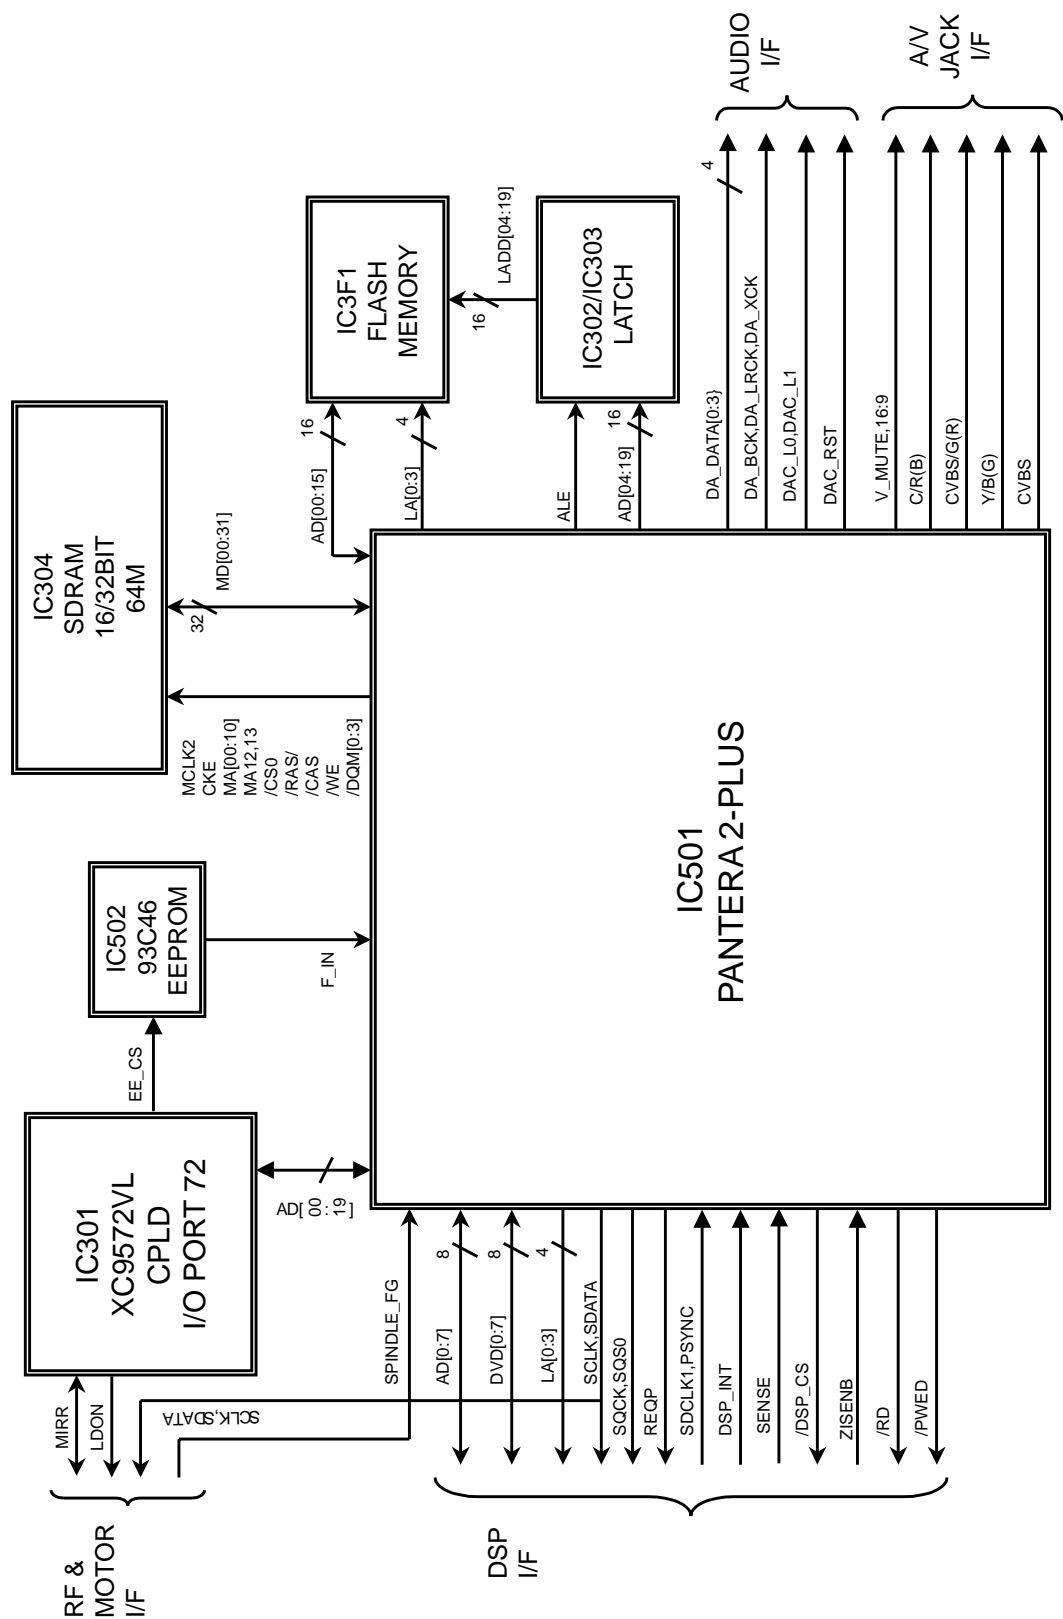 RF &
MOTOR
I/F
MIRR
LDON
SCLK,SDATA
IC301
XC9572VL
CPLD
I/O PORT 72
EE_CS
IC502
93C46
EEPROM
F_IN
AD[ 00 : 19 ]
IC304
SDRAM
16/32BIT
64M
MCLK2
CKE
MA[00:10]
MA12,13
/CS0
/RAS/
/CAS
/WE
/DQM[0:3]
32
MD[00:31]
AD[00:15]
16
LA[0:3]
4
IC3F1
FLASH
MEMORY
16
LADD[04:19]
IC302/IC303
LATCH
ALE
AD[04:19]
16
IC501
PANTERA 2-PLUS
DSP
I/F
SPINDLE_FG
AD[0:7]
8
DVD[0:7]
8
LA[0:3]
4
SCLK,SDATA
SQCK,SQS0
REQP
SDCLK1,PSYNC
DSP_INT
SENSE
/DSP_CS
ZISENB
/RD
/PWED
DA_DATA[0:3}
4
DA_BCK,DA_LRCK,DA_XCK
DAC_L0,DAC_L1
DAC_RST
AUDIO
I/F
V_MUTE,16:9
C/R(B)
CVBS/G(R)
Y/B(G)
CVBS
A/V
JACK
I/F